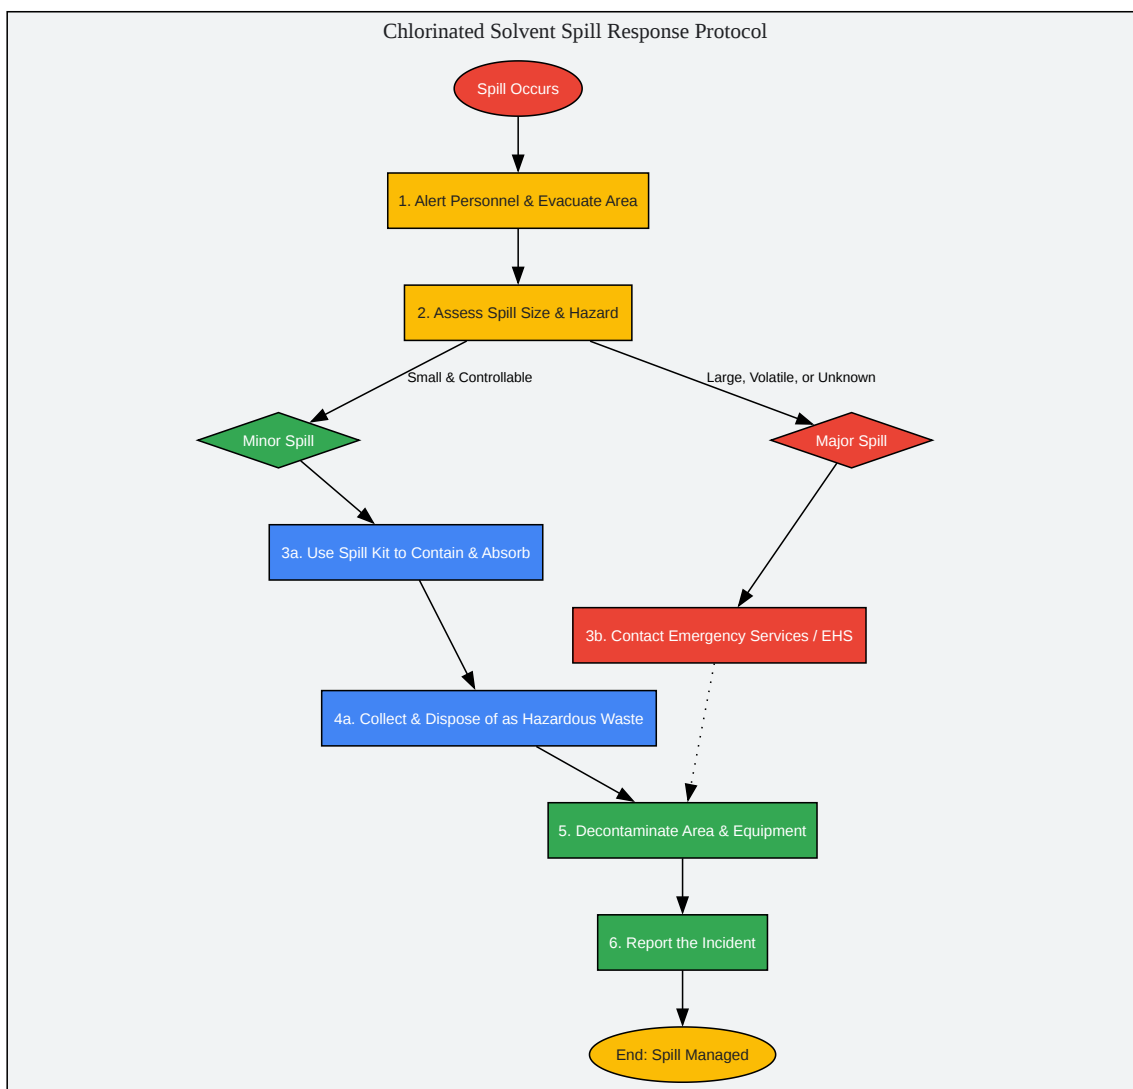 Chlorinated Solvent Spill Response Protocol
Spill Occurs
1. Alert Personnel & Evacuate Area
2. Assess Spill Size & Hazard
Small & Controllable
Large, Volatile, or Unknown
Minor Spill
Major Spill
3a. Use Spill Kit to Contain & Absorb
3b. Contact Emergency Services / EHS
4a. Collect & Dispose of as Hazardous Waste
5. Decontaminate Area & Equipment
6. Report the Incident
End: Spill Managed